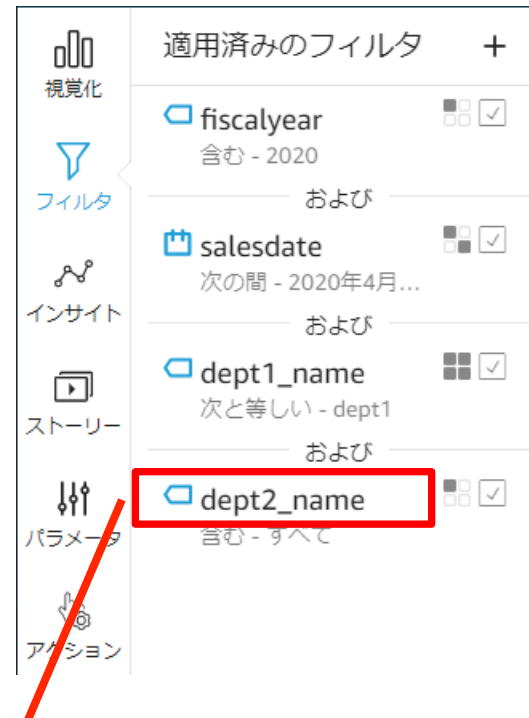 視覚化
フィルタ
インサイト
ストーリー
パラメータ
アクション
適用済みのフィルタ +
fiscalyear
含む - 2020
および
salesdate
次の間 - 2020年4月...
および
dept1_name
次と等しい - dept1
および
dept2_name
含む - すべて